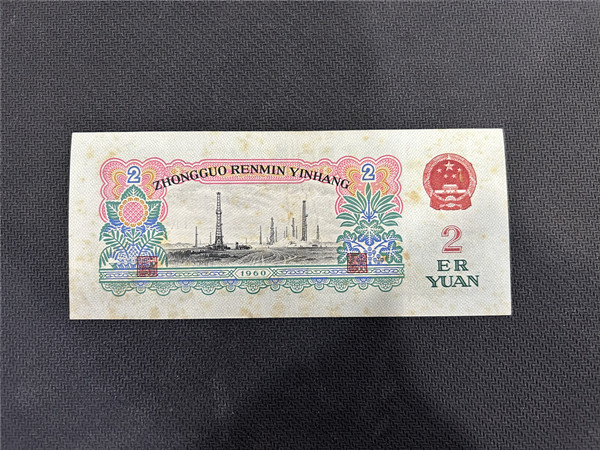 2 ZHONGGUO RENMIN YINHANG 2
1960
2
ER
YUAN